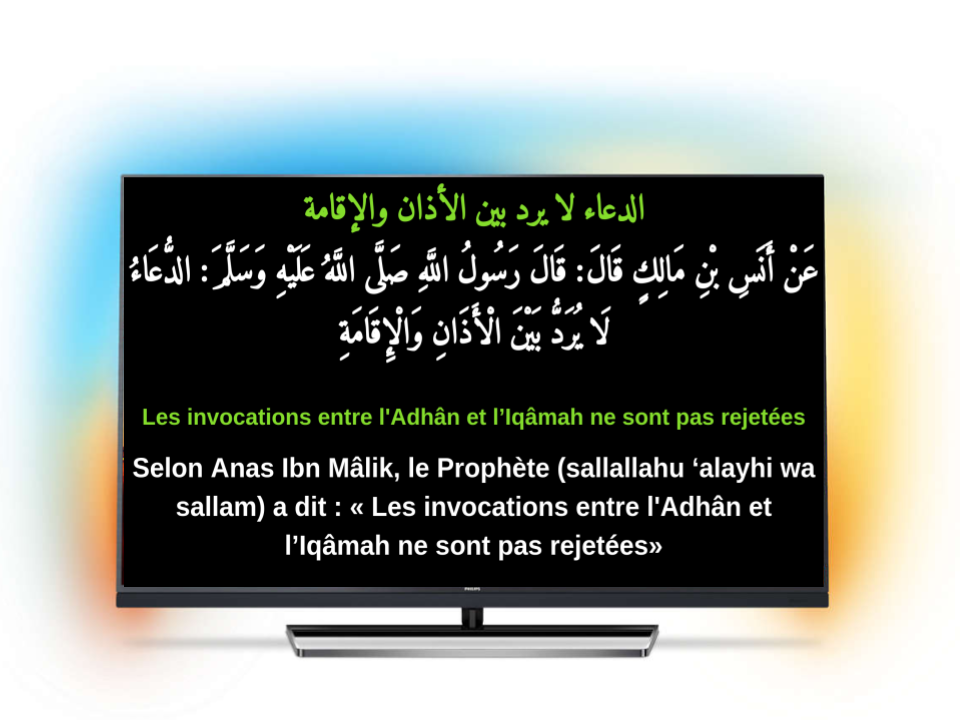 الدعاء لا يرد بين الأذان والإقامة
عَنْ أَنَسِ بْنِ مَالِكٍ قَالَ: قَالَ رَسُولُ اللَّهِ صَلَّى اللَّهُ عَلَيْهِ وَسَلَّمَ: الدُّعَاءُ
لَا يُرَدُّ بَيْنَ الْأَذَانِ وَالْإِقَامَةِ
Les invocations entre l'Adhân et l’Iqâmah ne sont pas rejetées
Selon Anas Ibn Mâlik, le Prophète (sallallahu ‘alayhi wa
sallam) a dit : « Les invocations entre l'Adhân et
l’Iqâmah ne sont pas rejetées»
PHILIPS